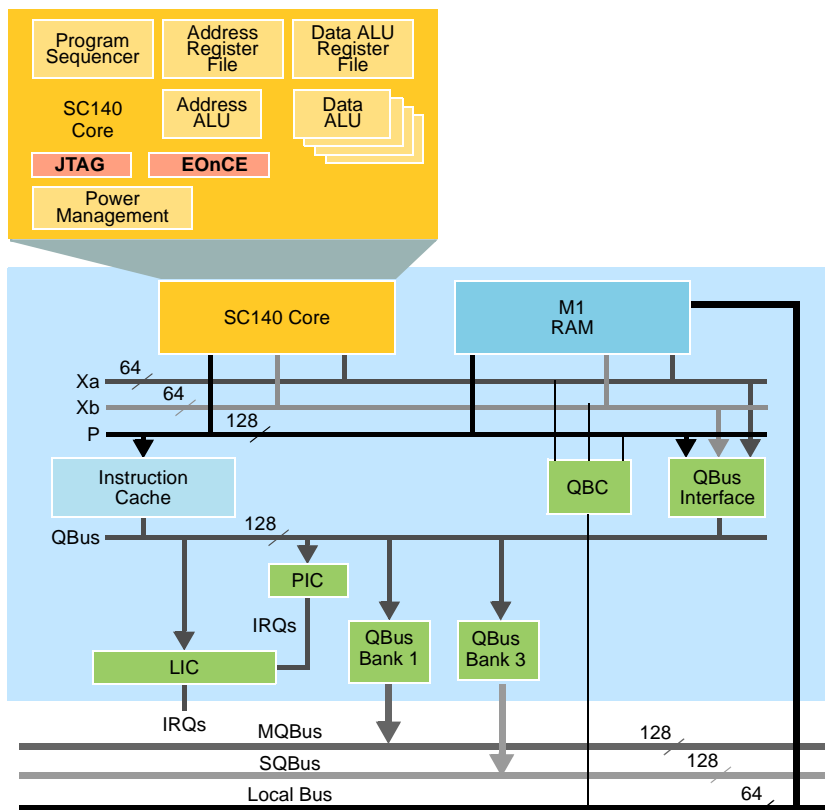 Program
Sequencer
Address
Register
File
Data ALU
Register
File
SC140
Core
Address
ALU
Data
ALU
JTAG
EOnCE
Power
Management
SC140 Core
M1
RAM
Xa
64
Xb
64
P
128
Instruction
Cache
QBC
QBus
Interface
QBus
128
PIC
IRQs
QBus
Bank 1
QBus
Bank 3
LIC
IRQs
MQBus
128
SQBus
128
Local Bus
64